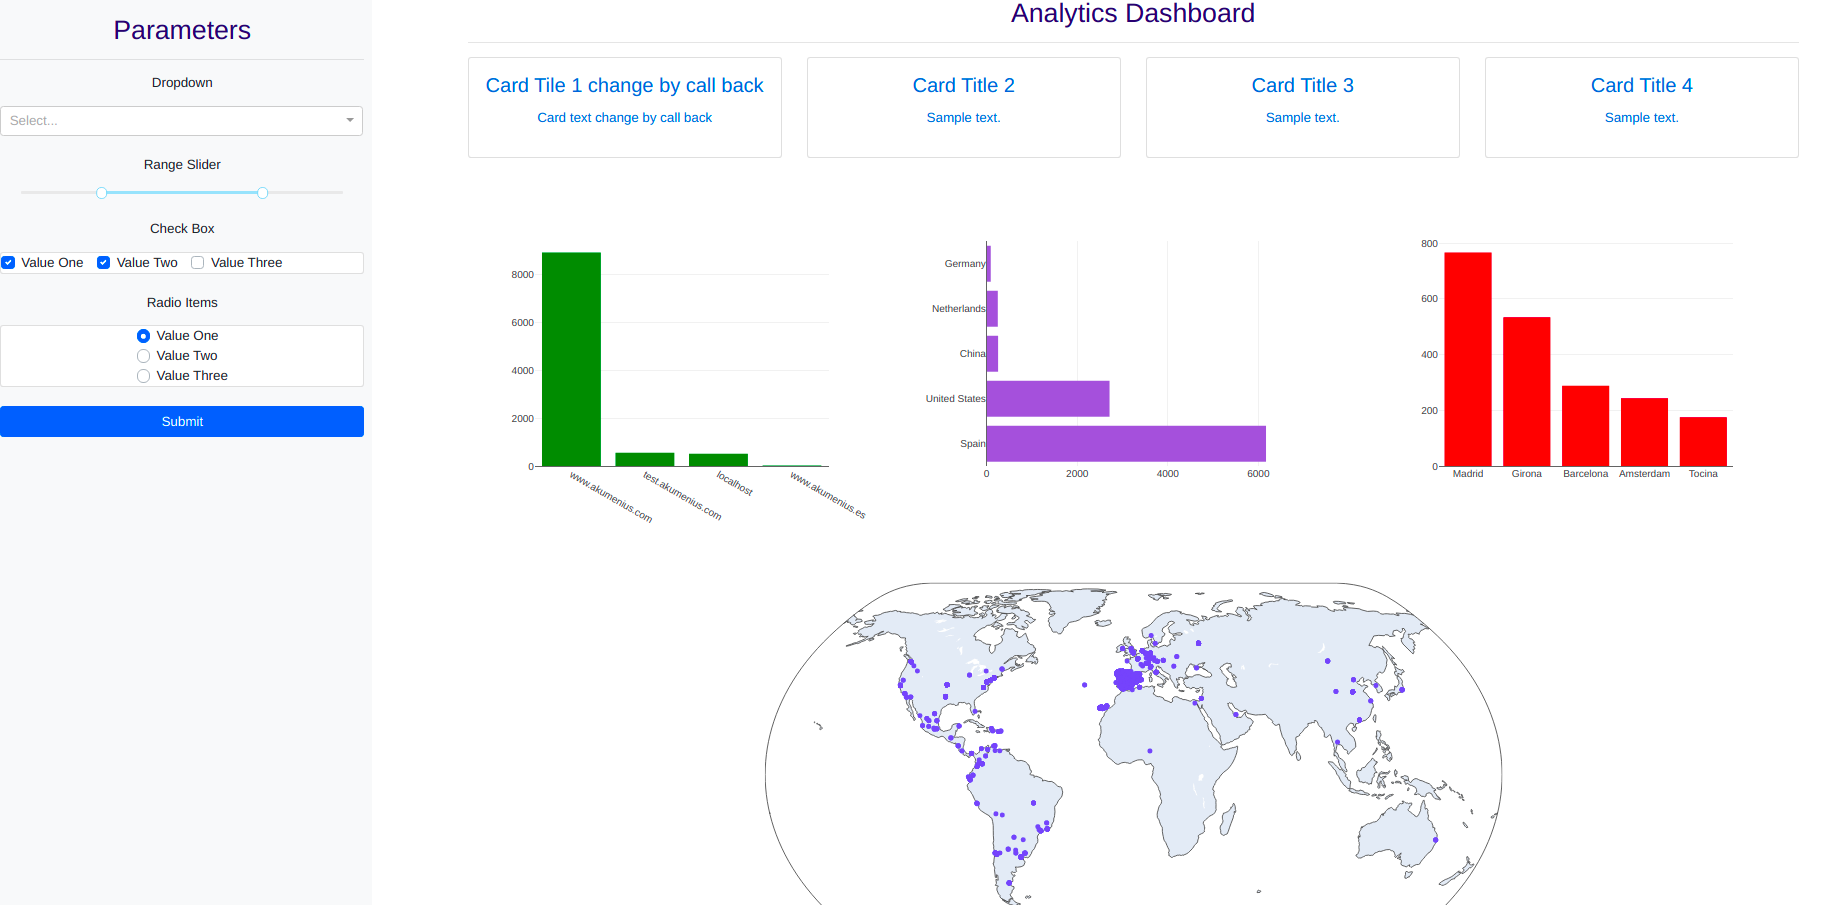 Parameters
Dropdown
Select...
Range Slider
Check Box
Value One
Value Two
Value Three
Radio Items
Value One
Value Two
Value Three
Submit
Analytics Dashboard
Card Tile 1 change by call back
Card text change by call back
Card Title 2
Sample text.
Card Title 3
Sample text.
Card Title 4
Sample text.
8000
6000
4000
2000
0
www.akumenius.com
test.akumenius.com
localhost
www.akumenius.es
Germany
Netherlands
China
United States
Spain
0
2000
4000
6000
800
600
400
200
0
Madrid
Girona
Barcelona
Amsterdam
Tocina